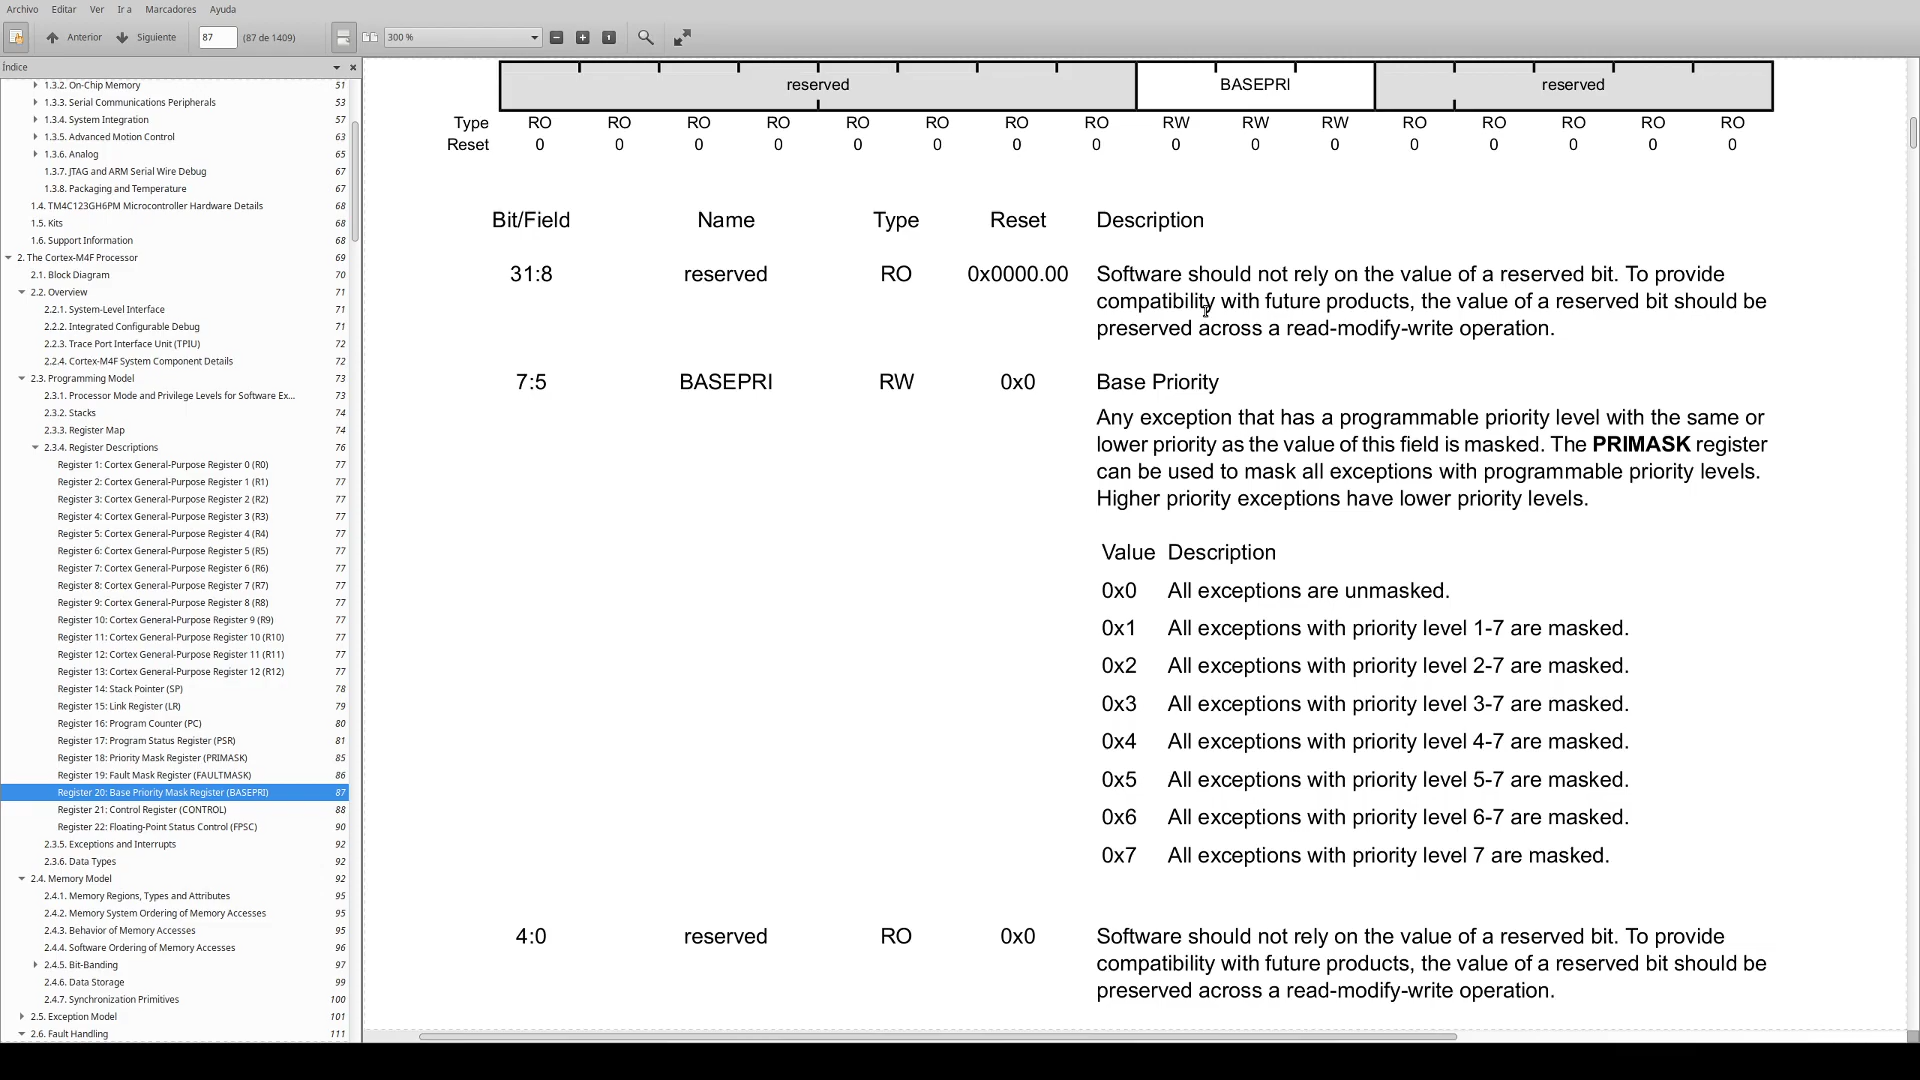 Archivo Editar Ver Ir a Marcadores Ayuda
Anterior Siguiente 87 (87 de 1409) 300 %
Índice
1.3.2. On-Chip Memory 51
1.3.3. Serial Communications Peripherals 53
1.3.4. System Integration 57
1.3.5. Advanced Motion Control 63
1.3.6. Analog 65
1.3.7. JTAG and ARM Serial Wire Debug 67
1.3.8. Packaging and Temperature 67
1.4. TM4C123GH6PM Microcontroller Hardware Details 68
1.5. Kits 68
1.6. Support Information 68
2. The Cortex-M4F Processor 69
2.1. Block Diagram 70
2.2. Overview 71
2.2.1. System-Level Interface 71
2.2.2. Integrated Configurable Debug 71
2.2.3. Trace Port Interface Unit (TPIU) 72
2.2.4. Cortex-M4F System Component Details 72
2.3. Programming Model 73
2.3.1. Processor Mode and Privilege Levels for Software Ex... 73
2.3.2. Stacks 74
2.3.3. Register Map 74
2.3.4. Register Descriptions 76
Register 1: Cortex General-Purpose Register 0 (R0) 77
Register 2: Cortex General-Purpose Register 1 (R1) 77
Register 3: Cortex General-Purpose Register 2 (R2) 77
Register 4: Cortex General-Purpose Register 3 (R3) 77
Register 5: Cortex General-Purpose Register 4 (R4) 77
Register 6: Cortex General-Purpose Register 5 (R5) 77
Register 7: Cortex General-Purpose Register 6 (R6) 77
Register 8: Cortex General-Purpose Register 7 (R7) 77
Register 9: Cortex General-Purpose Register 8 (R8) 77
Register 10: Cortex General-Purpose Register 9 (R9) 77
Register 11: Cortex General-Purpose Register 10 (R10) 77
Register 12: Cortex General-Purpose Register 11 (R11) 77
Register 13: Cortex General-Purpose Register 12 (R12) 77
Register 14: Stack Pointer (SP) 78
Register 15: Link Register (LR) 79
Register 16: Program Counter (PC) 80
Register 17: Program Status Register (PSR) 81
Register 18: Priority Mask Register (PRIMASK) 85
Register 19: Fault Mask Register (FAULTMASK) 86
Register 20: Base Priority Mask Register (BASEPRI) 87
Register 21: Control Register (CONTROL) 88
Register 22: Floating-Point Status Control (FPSC) 90
2.3.5. Exceptions and Interrupts 92
2.3.6. Data Types 92
2.4. Memory Model 92
2.4.1. Memory Regions, Types and Attributes 95
2.4.2. Memory System Ordering of Memory Accesses 95
2.4.3. Behavior of Memory Accesses 95
2.4.4. Software Ordering of Memory Accesses 96
2.4.5. Bit-Banding 97
2.4.6. Data Storage 99
2.4.7. Synchronization Primitives 100
2.5. Exception Model 101
2.6. Fault Handling 111
reserved BASEPRI reserved
Type RO RO RO RO RO RO RO RO RW RW RW RO RO RO RO RO
Reset 0 0 0 0 0 0 0 0 0 0 0 0 0 0 0 0
Bit/Field Name Type Reset Description
31:8 reserved RO 0x0000.00 Software should not rely on the value of a reserved bit. To provide
compatibility with future products, the value of a reserved bit should be
preserved across a read-modify-write operation.
7:5 BASEPRI RW 0x0 Base Priority
Any exception that has a programmable priority level with the same or
lower priority as the value of this field is masked. The PRIMASK register
can be used to mask all exceptions with programmable priority levels.
Higher priority exceptions have lower priority levels.
Value Description
0x0 All exceptions are unmasked.
0x1 All exceptions with priority level 1-7 are masked.
0x2 All exceptions with priority level 2-7 are masked.
0x3 All exceptions with priority level 3-7 are masked.
0x4 All exceptions with priority level 4-7 are masked.
0x5 All exceptions with priority level 5-7 are masked.
0x6 All exceptions with priority level 6-7 are masked.
0x7 All exceptions with priority level 7 are masked.
4:0 reserved RO 0x0 Software should not rely on the value of a reserved bit. To provide
compatibility with future products, the value of a reserved bit should be
preserved across a read-modify-write operation.